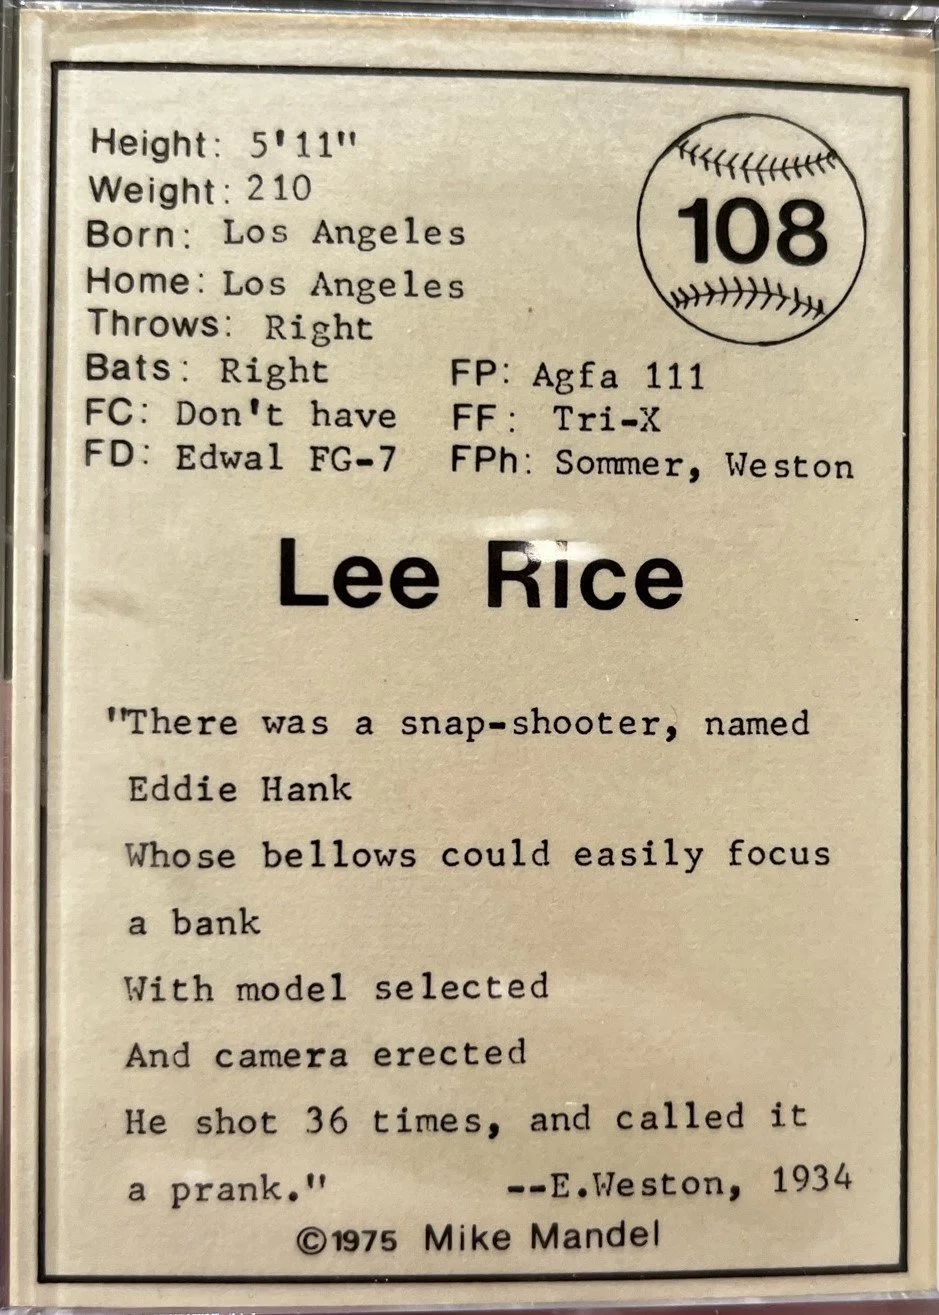 Height: 5'11"
108
Weight: 210
Born: Los Angeles
Home: Los Angeles
Throws: Right
Bats: Right FP: Agfa 111
FC: Don't have FF: Tri-X
FD: Edwal FG-7 FPh: Sommer, Weston
Lee Rice
"There was a snap-shooter, named
Eddie Hank
Whose bellows could easily focus
a bank
With model selected
And camera erected
He shot 36 times, and called it
a prank." --E.Weston, 1934
©1975 Mike Mandel